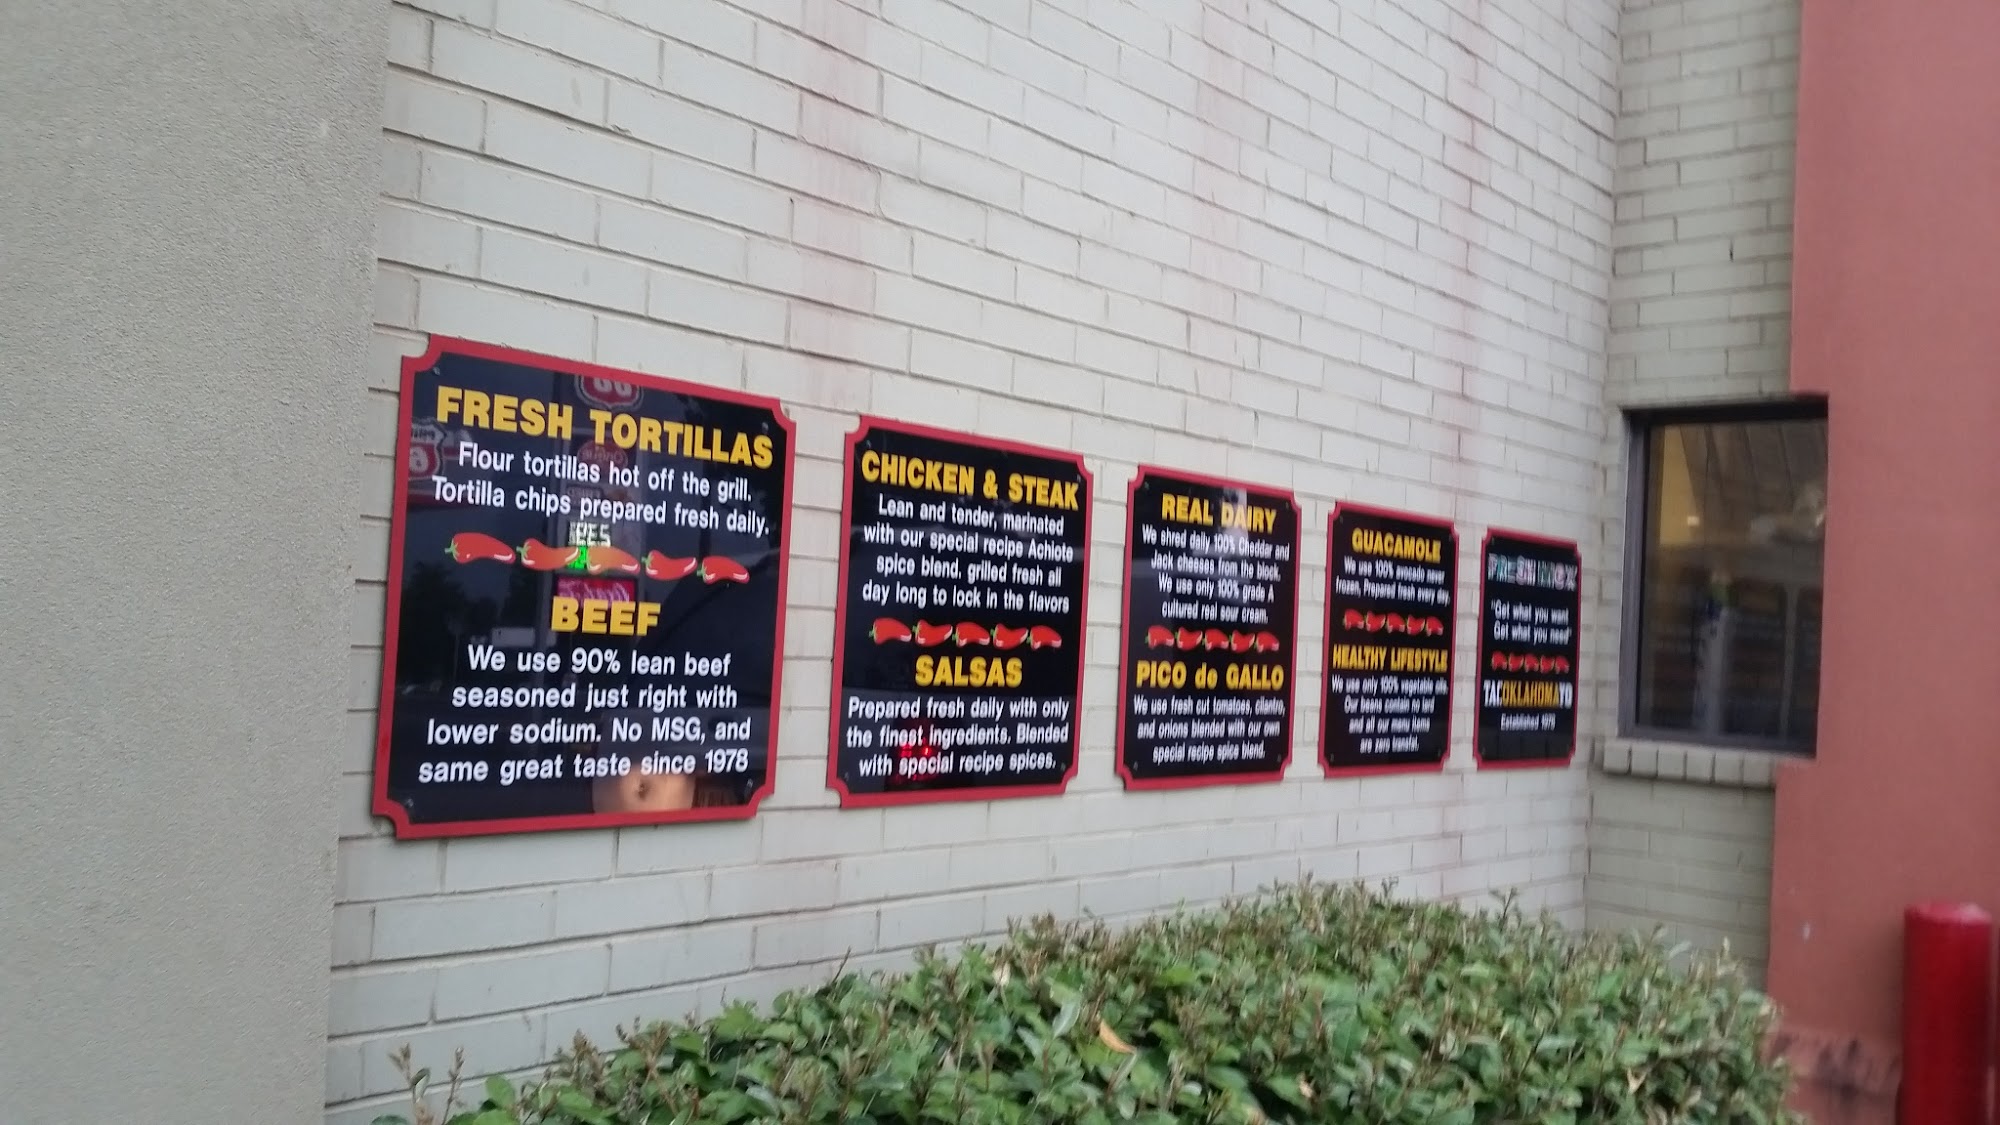 FRESH TORTILLAS
Flour tortillas hot off the grill.
Tortilla chips prepared fresh daily.
BEEF
We use 90% lean beef
seasoned just right with
lower sodium. No MSG, and
same great taste since 1978
CHICKEN & STEAK
Lean and tender, marinated
with our special recipe Achiote
spice blend. grilled fresh all
day long to lock in the flavors
SALSAS
Prepared fresh daily with only
the finest ingredients. Blended
with special recipe spices.
REAL DAIRY
We shred daily 100% Cheddar and
Jack cheeses from the block.
We use only 100% grade A
cultured real sour cream.
PICO de GALLO
We use fresh cut tomatoes, cilantro,
and onions blended with our own
special recipe spice blend.
GUACAMOLE
We use 100% avocado never
frozen. Prepared fresh every day.
HEALTHY LIFESTYLE
We use only 100% vegetable oils.
Our beans contain no lard
and all our menu items
are zero transfat.
FRESH MEX
"Get what you want
Get what you need"
TACOKLAHOMAYO
Established 1978
66